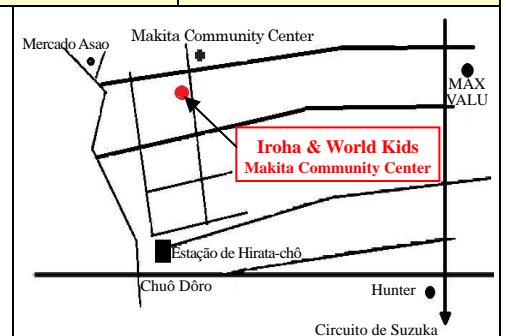 Makita Community Center
Mercado Asao
MAX
VALU
Iroha & World Kids
Makita Community Center
Estação de Hirata-chô
Chuô Dôro
Hunter
Circuito de Suzuka